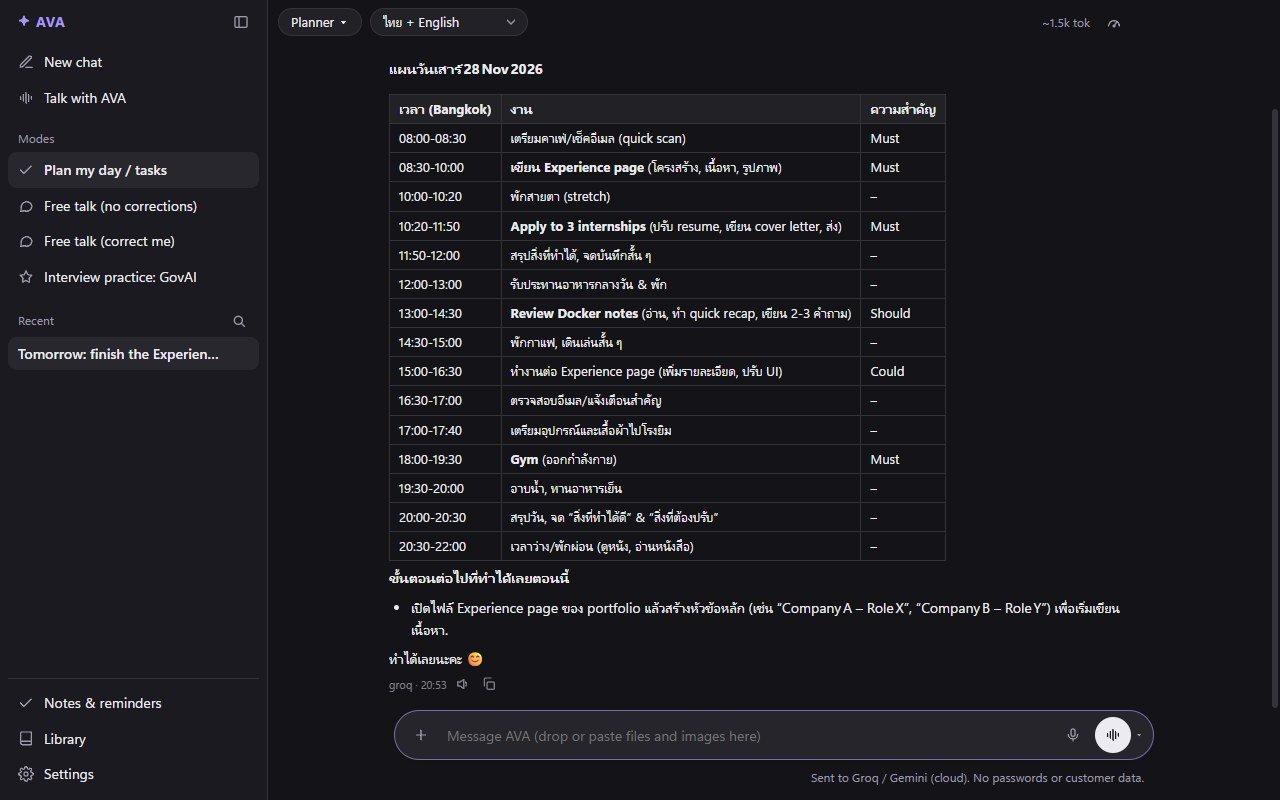 AVA
Planner
ไทย + English
~1.5k tok
New chat
Talk with AVA
Modes
Plan my day / tasks
Free talk (no corrections)
Free talk (correct me)
Interview practice: GovAI
Recent
Tomorrow: finish the Experien...
แผนวันเสาร์ 28 Nov 2026
เวลา (Bangkok) งาน ความสำคัญ
08:00-08:30 เตรียมคาเฟ่/เช็คอีเมล (quick scan) Must
08:30-10:00 เขียน Experience page (โครงสร้าง, เนื้อหา, รูปภาพ) Must
10:00-10:20 พักสายตา (stretch) –
10:20-11:50 Apply to 3 internships (ปรับ resume, เขียน cover letter, ส่ง) Must
11:50-12:00 สรุปสิ่งที่ทำได้, จดบันทึกสั้น ๆ –
12:00-13:00 รับประทานอาหารกลางวัน & พัก –
13:00-14:30 Review Docker notes (อ่าน, ทำ quick recap, เขียน 2-3 คำถาม) Should
14:30-15:00 พักกาแฟ, เดินเล่นสั้น ๆ –
15:00-16:30 ทำงานต่อ Experience page (เพิ่มรายละเอียด, ปรับ UI) Could
16:30-17:00 ตรวจสอบอีเมล/แจ้งเตือนสำคัญ –
17:00-17:40 เตรียมอุปกรณ์และเสื้อผ้าไปโรงยิม –
18:00-19:30 Gym (ออกกำลังกาย) Must
19:30-20:00 อาบน้ำ, ทานอาหารเย็น –
20:00-20:30 สรุปวัน, จด “สิ่งที่ทำได้ดี” & “สิ่งที่ต้องปรับ” –
20:30-22:00 เวลาว่าง/พักผ่อน (ดูหนัง, อ่านหนังสือ) –
ขั้นตอนต่อไปที่ทำได้เลยตอนนี้
เปิดไฟล์ Experience page ของ portfolio แล้วสร้างหัวข้อหลัก (เช่น “Company A – Role X”, “Company B – Role Y”) เพื่อเริ่มเขียน
เนื้อหา.
ทำได้เลยนะคะ 😊
groq · 20:53
Notes & reminders
Library
Settings
Message AVA (drop or paste files and images here)
Sent to Groq / Gemini (cloud). No passwords or customer data.